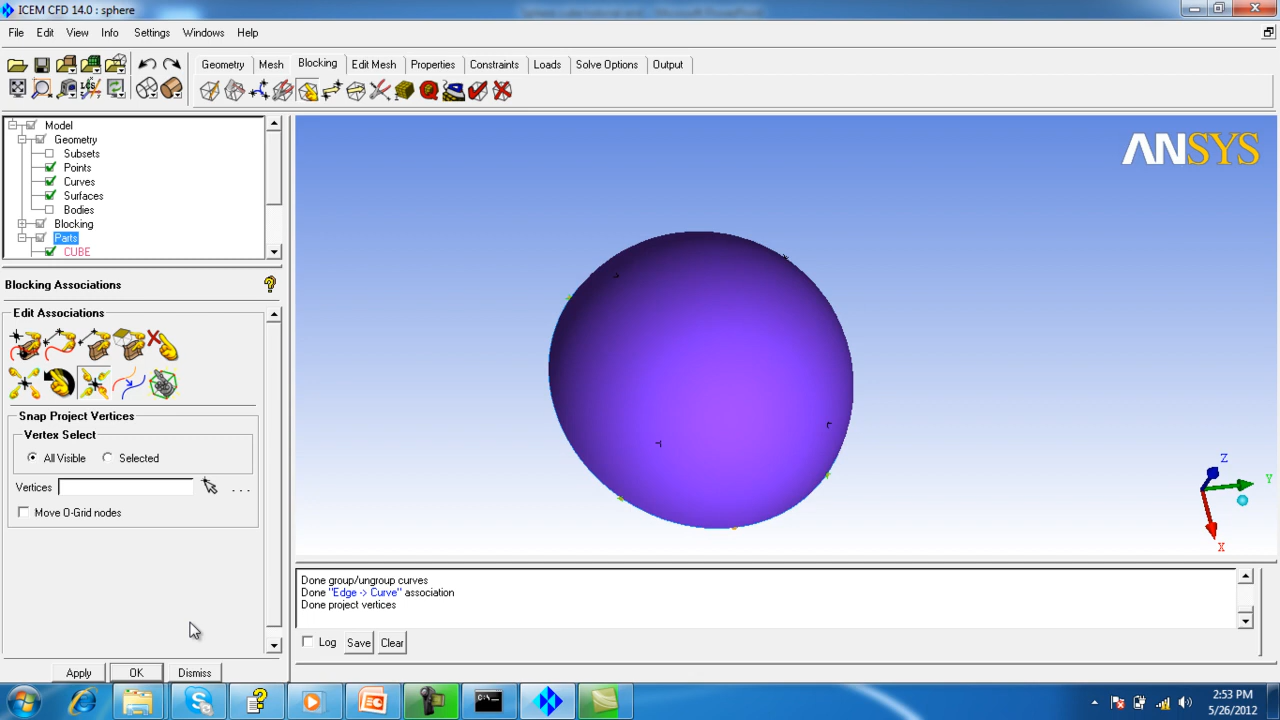 ICEM CFD 14.0 : sphere
File Edit View Info Settings Windows Help
Geometry Mesh Blocking Edit Mesh Properties Constraints Loads Solve Options Output
LCS
Model
Geometry
Subsets
Points
Curves
Surfaces
Bodies
Blocking
Parts
CUBE
ANSYS
Blocking Associations
Edit Associations
Snap Project Vertices
Vertex Select
All Visible Selected
Vertices
...
Move O-Grid nodes
Z
Y
X
Done group/ungroup curves
Done "Edge -> Curve" association
Done project vertices
Log Save Clear
Apply OK Dismiss
2:53 PM
5/26/2012